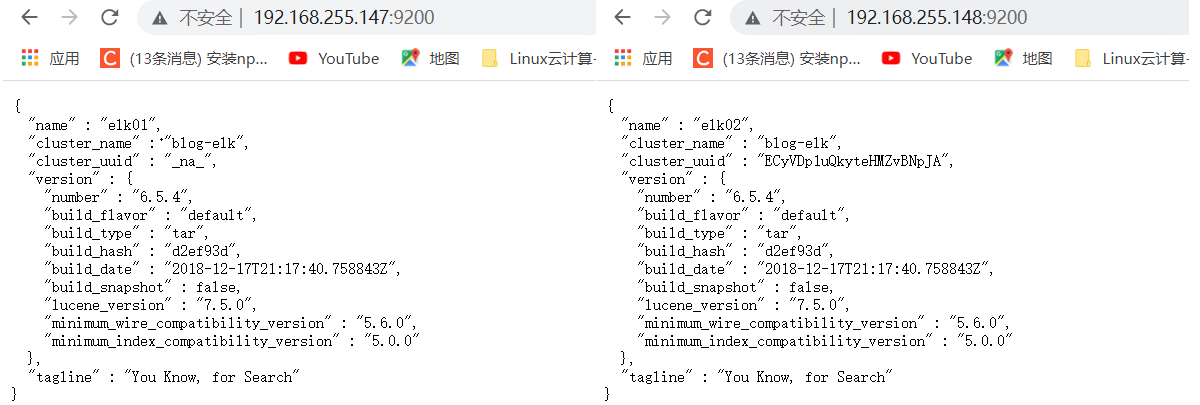 不安全 | 192.168.255.147:9200
应用 (13条消息) 安装np... YouTube 地图 Linux云计算-
{
"name" : "elk01",
"cluster_name" : "blog-elk",
"cluster_uuid" : "_na_",
"version" : {
"number" : "6.5.4",
"build_flavor" : "default",
"build_type" : "tar",
"build_hash" : "d2ef93d",
"build_date" : "2018-12-17T21:17:40.758843Z",
"build_snapshot" : false,
"lucene_version" : "7.5.0",
"minimum_wire_compatibility_version" : "5.6.0",
"minimum_index_compatibility_version" : "5.0.0"
},
"tagline" : "You Know, for Search"
}
不安全 | 192.168.255.148:9200
应用 (13条消息) 安装np... YouTube 地图 Linux云计算-
{
"name" : "elk02",
"cluster_name" : "blog-elk",
"cluster_uuid" : "ECyVDpluQkyteHMZvBNpJA",
"version" : {
"number" : "6.5.4",
"build_flavor" : "default",
"build_type" : "tar",
"build_hash" : "d2ef93d",
"build_date" : "2018-12-17T21:17:40.758843Z",
"build_snapshot" : false,
"lucene_version" : "7.5.0",
"minimum_wire_compatibility_version" : "5.6.0",
"minimum_index_compatibility_version" : "5.0.0"
},
"tagline" : "You Know, for Search"
}